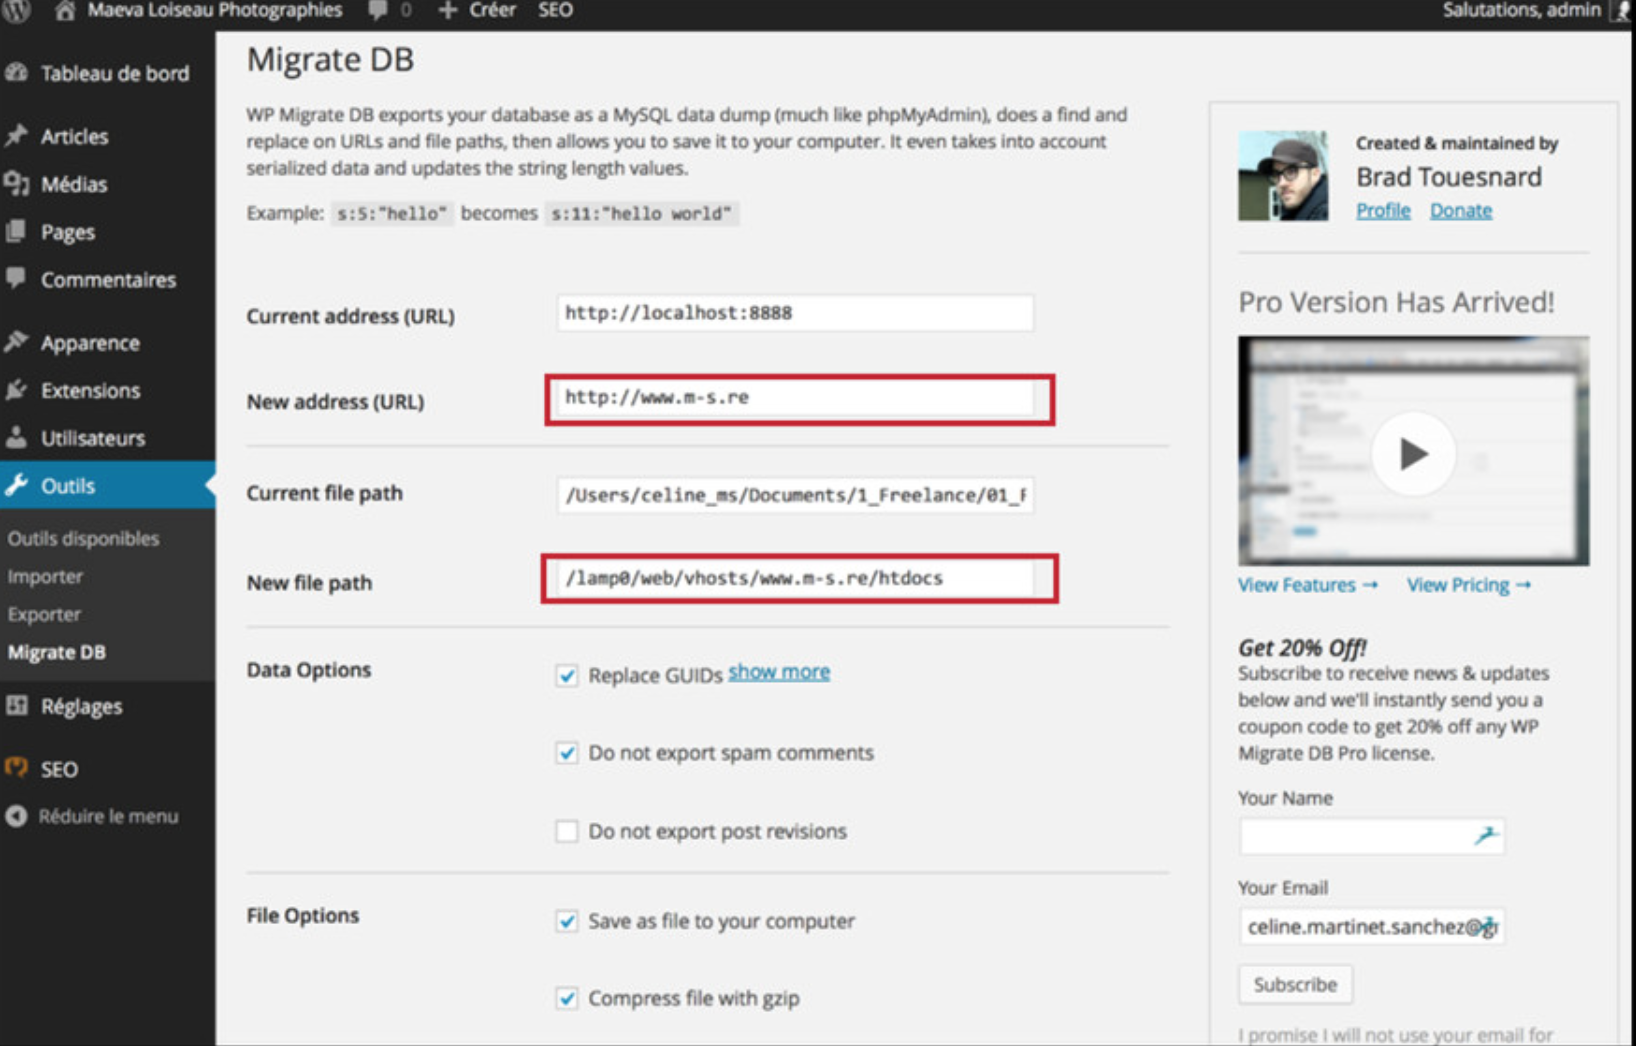 Maeva Loiseau Photographies 0 + Créer SEO Salutations, admin
Tableau de bord
Articles
Médias
Pages
Commentaires
Apparence
Extensions
Utilisateurs
Outils
Outils disponibles
Importer
Exporter
Migrate DB
Réglages
SEO
Réduire le menu
Migrate DB
WP Migrate DB exports your database as a MySQL data dump (much like phpMyAdmin), does a find and
replace on URLs and file paths, then allows you to save it to your computer. It even takes into account
serialized data and updates the string length values.
Example: s:5:"hello" becomes s:11:"hello world"
Current address (URL) http://localhost:8888
New address (URL) http://www.m-s.re
Current file path /Users/celine_ms/Documents/1_Freelance/01_
New file path /lamp0/web/vhosts/www.m-s.re/htdocs
Data Options Replace GUIDs show more
Do not export spam comments
Do not export post revisions
File Options Save as file to your computer
Compress file with gzip
Created & maintained by
Brad Touesnard
Profile Donate
Pro Version Has Arrived!
View Features → View Pricing →
Get 20% Off!
Subscribe to receive news & updates
below and we'll instantly send you a
coupon code to get 20% off any WP
Migrate DB Pro license.
Your Name
Your Email
celine.martinet.sanchez@g
Subscribe
I promise I will not use your email for